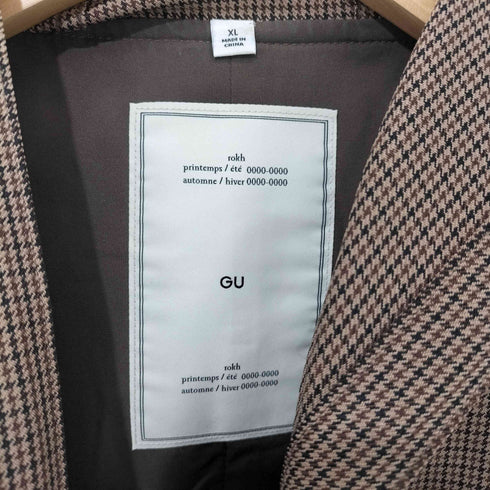 XL
MADE IN
CHINA
rokh
printemps / été 0000-0000
automne / hiver 0000-0000
GU
rokh
printemps / été 0000-0000
automne / hiver 0000-0000